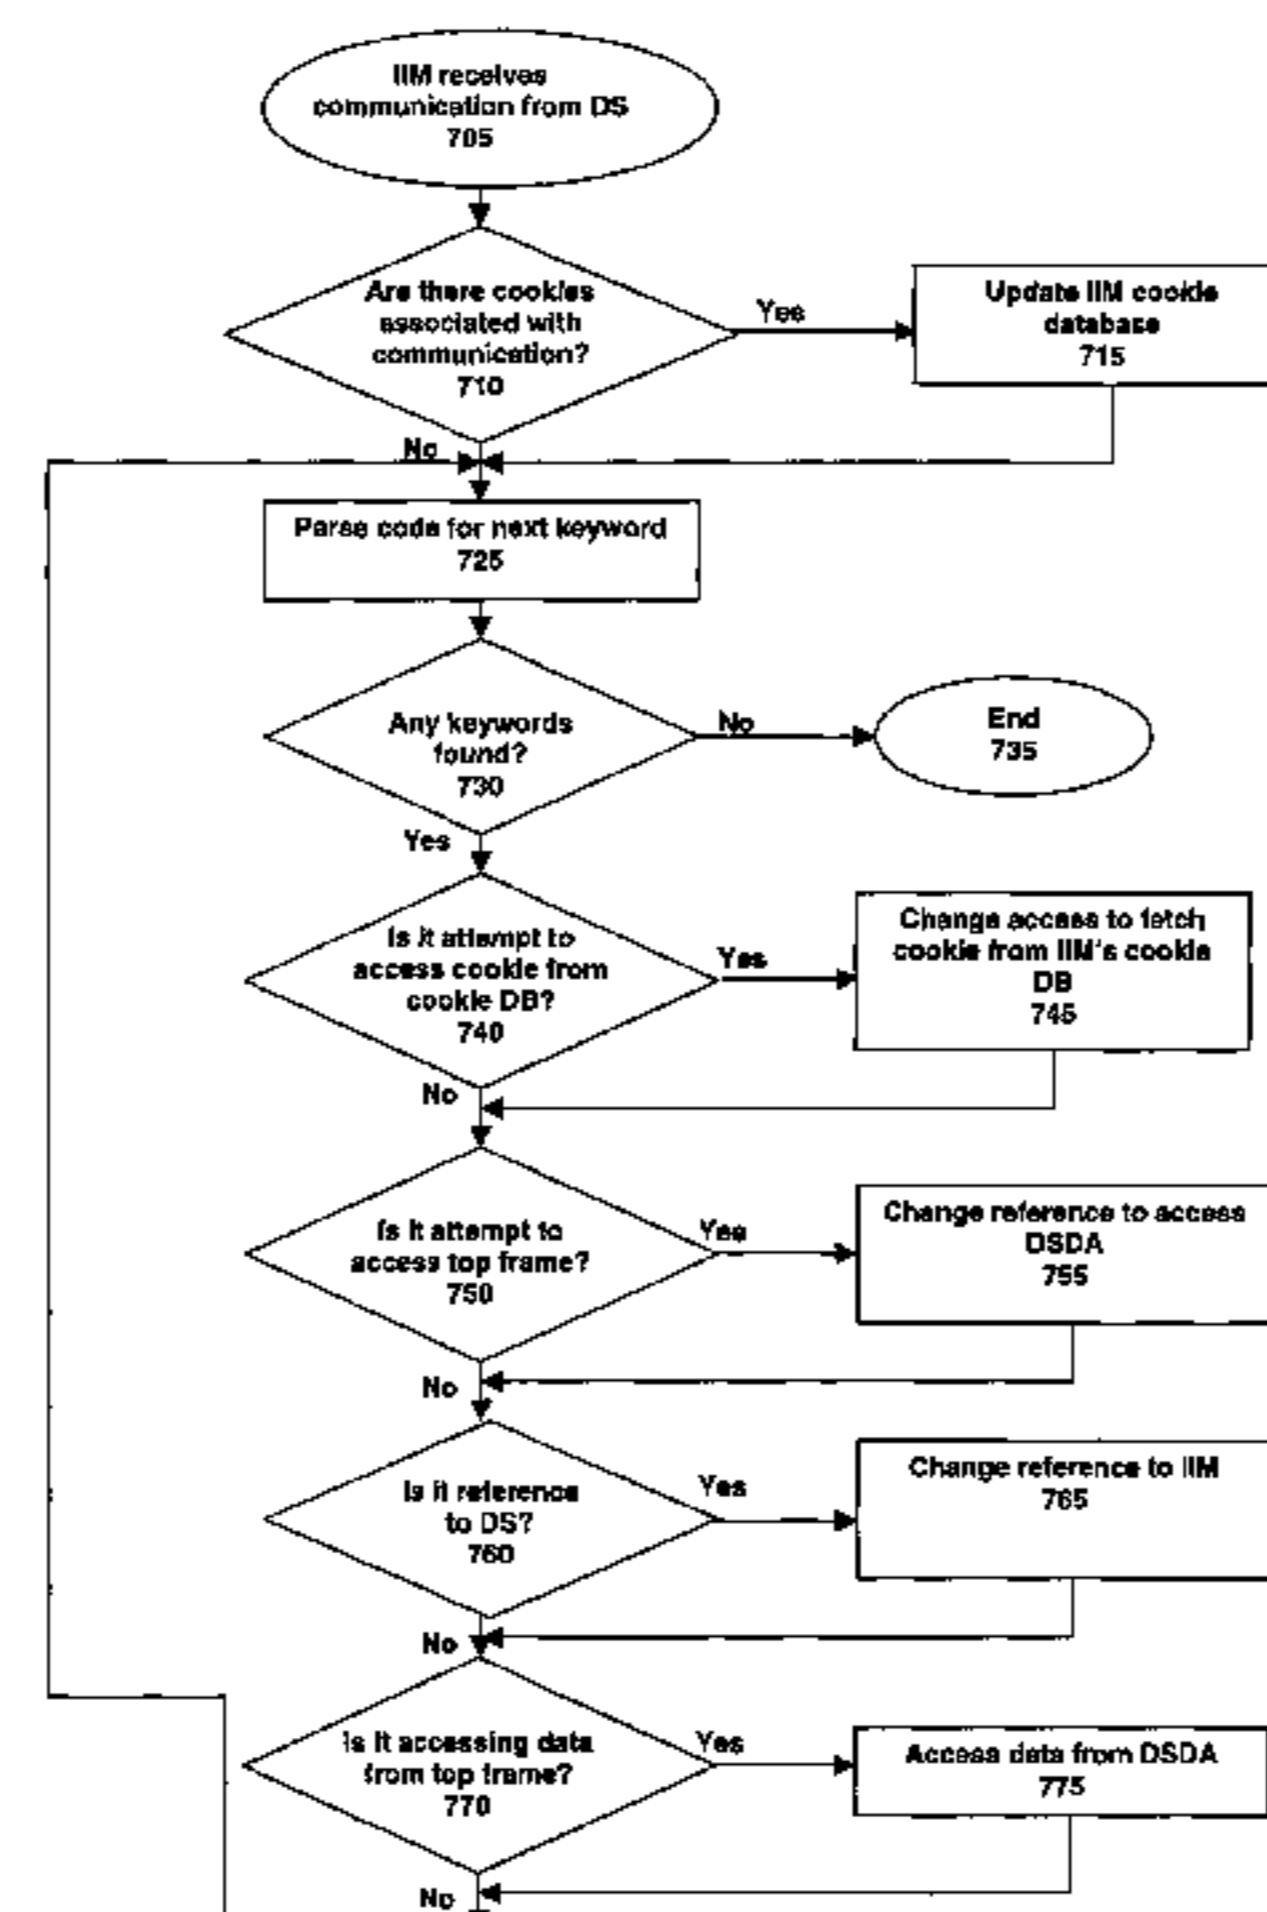 IIM receives
communication from DS
705
Are there cookies
associated with
communication?
710
Yes
Update IIM cookie
database
715
No
Parse code for next keyword
725
Any keywords
found?
730
No
End
735
Yes
Is it attempt to
access cookie from
cookie DB?
740
Yes
Change access to fetch
cookie from IIM's cookie
DB
745
No
Is it attempt to
access top frame?
750
Yes
Change reference to access
DSDA
755
No
Is it reference
to DS?
760
Yes
Change reference to IIM
765
No
Is it accessing data
from top frame?
770
Yes
Access data from DSDA
775
No